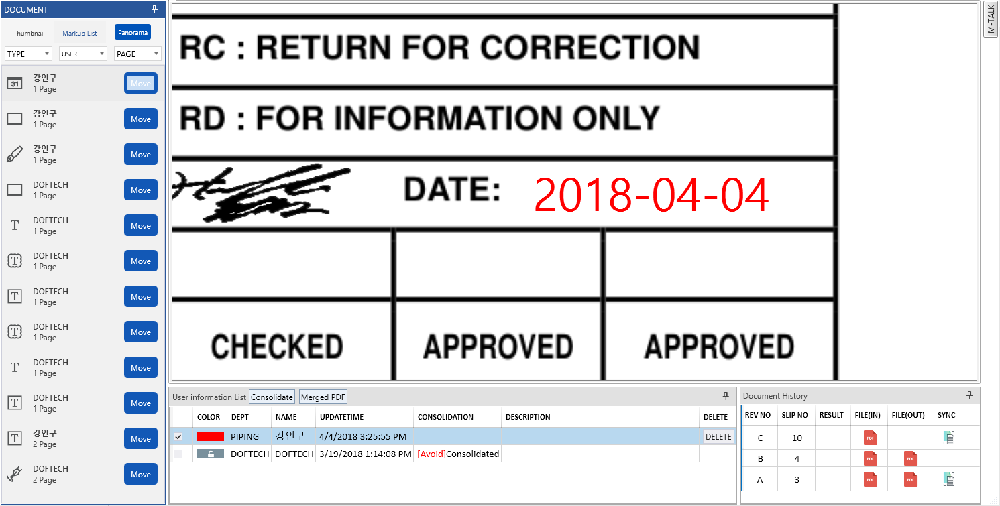 DOCUMENT
Thumbnail Markup List Panorama
TYPE USER PAGE
31 강인구
1 Page
Move
강인구
1 Page
Move
강인구
1 Page
Move
DOFTECH
1 Page
Move
T DOFTECH
1 Page
Move
T DOFTECH
1 Page
Move
T DOFTECH
1 Page
Move
T DOFTECH
1 Page
Move
T DOFTECH
1 Page
Move
T DOFTECH
1 Page
Move
T 강인구
2 Page
Move
DOFTECH
2 Page
Move
RC : RETURN FOR CORRECTION
RD : FOR INFORMATION ONLY
DATE: 2018-04-04
CHECKED APPROVED APPROVED
M-TALK
User information List Consolidate Merged PDF
COLOR DEPT NAME UPDATETIME CONSOLIDATION DESCRIPTION DELETE
PIPING 강인구 4/4/2018 3:25:55 PM DELETE
DOFTECH DOFTECH 3/19/2018 1:14:08 PM [Avoid]Consolidated
Document History
REV NO SLIP NO RESULT FILE(IN) FILE(OUT) SYNC
C 10 PDF
B 4 PDF PDF
A 3 PDF PDF